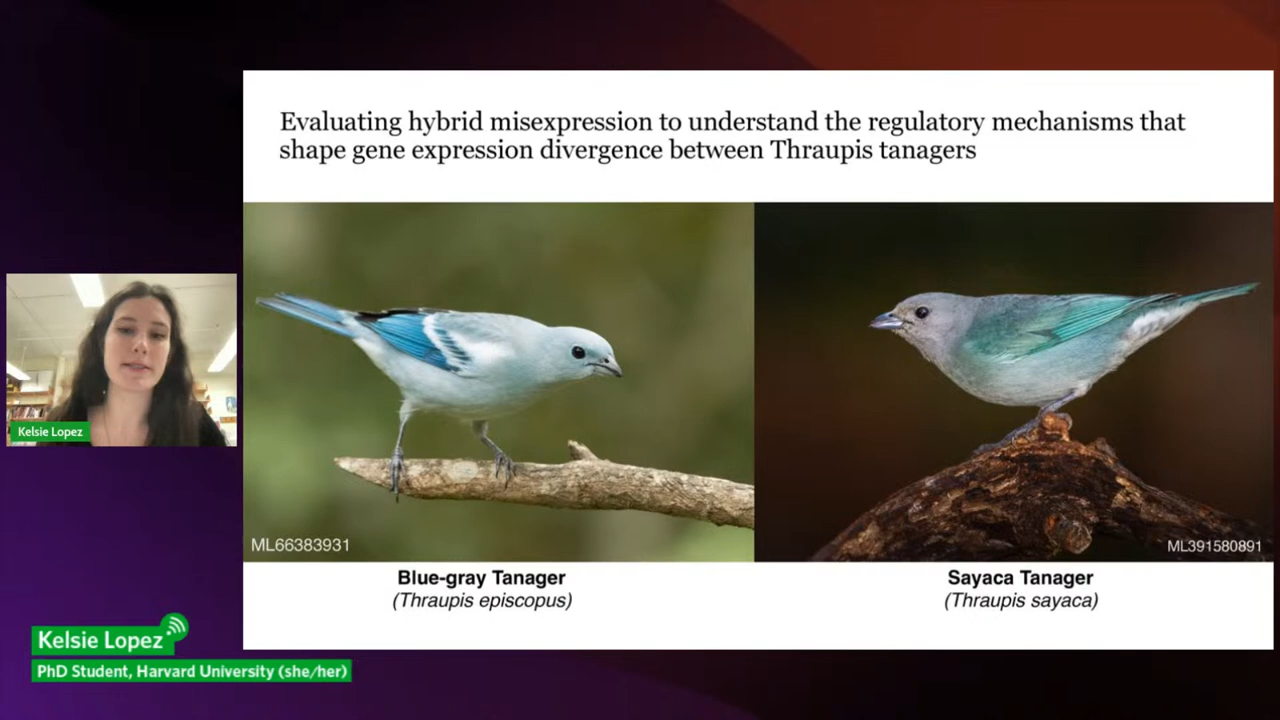 Evaluating hybrid misexpression to understand the regulatory mechanisms that
shape gene expression divergence between Thraupis tanagers
Kelsie Lopez
ML66383931
ML391580891
Blue-gray Tanager
(Thraupis episcopus)
Sayaca Tanager
(Thraupis sayaca)
Kelsie Lopez
PhD Student, Harvard University (she/her)